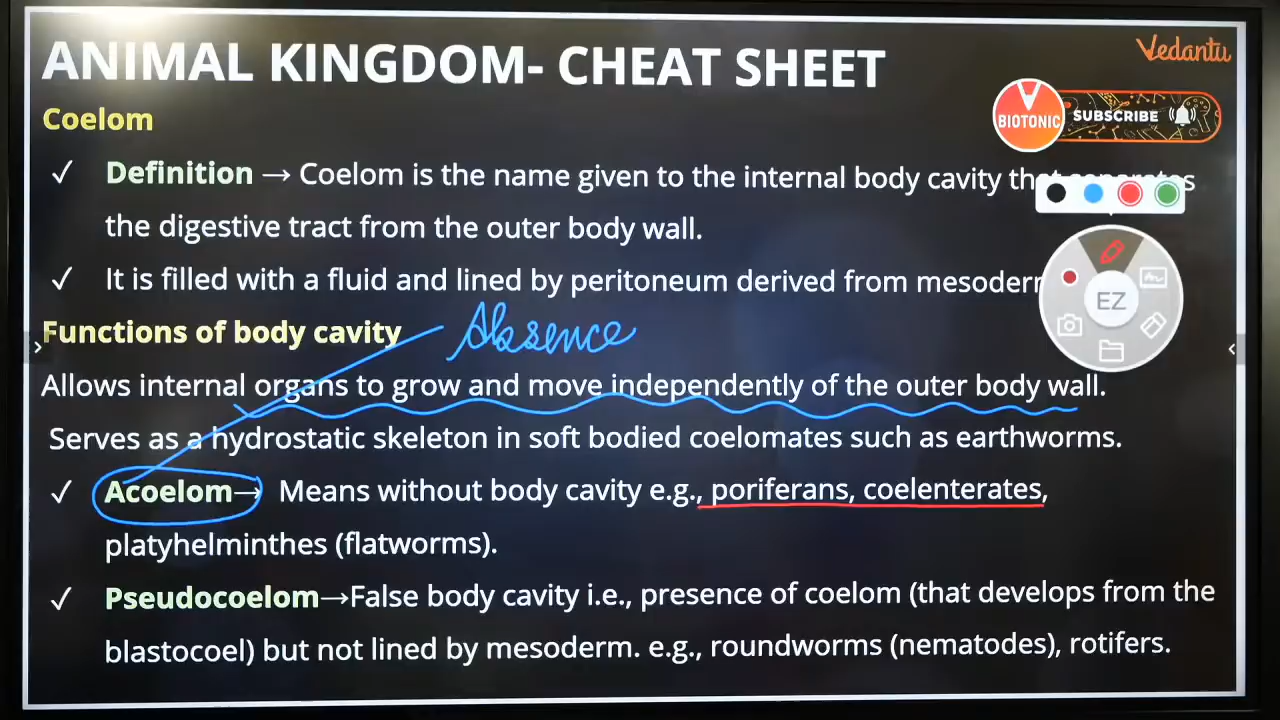 ANIMAL KINGDOM- CHEAT SHEET
Vedantu
Coelom
BIOTONIC
SUBSCRIBE
✓ Definition → Coelom is the name given to the internal body cavity that separates
the digestive tract from the outer body wall.
✓ It is filled with a fluid and lined by peritoneum derived from mesoderm
EZ
Functions of body cavity
Absence
Allows internal organs to grow and move independently of the outer body wall.
Serves as a hydrostatic skeleton in soft bodied coelomates such as earthworms.
✓ Acoelom→ Means without body cavity e.g., poriferans, coelenterates,
platyhelminthes (flatworms).
✓ Pseudocoelom→False body cavity i.e., presence of coelom (that develops from the
blastocoel) but not lined by mesoderm. e.g., roundworms (nematodes), rotifers.